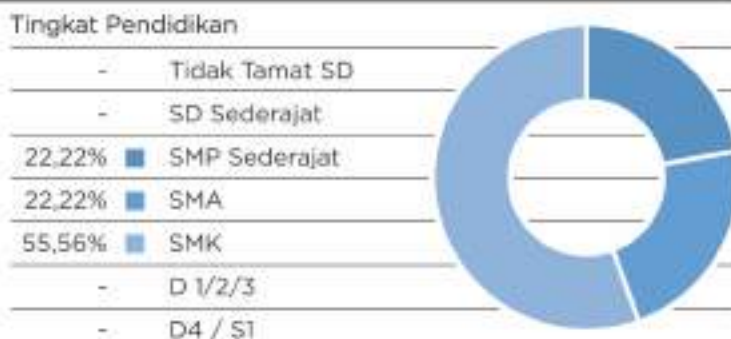 Tingkat Pendidikan
- Tidak Tamat SD
- SD Sederajat
22,22% SMP Sederajat
22,22% SMA
55,56% SMK
- D 1/2/3
- D4 / S1